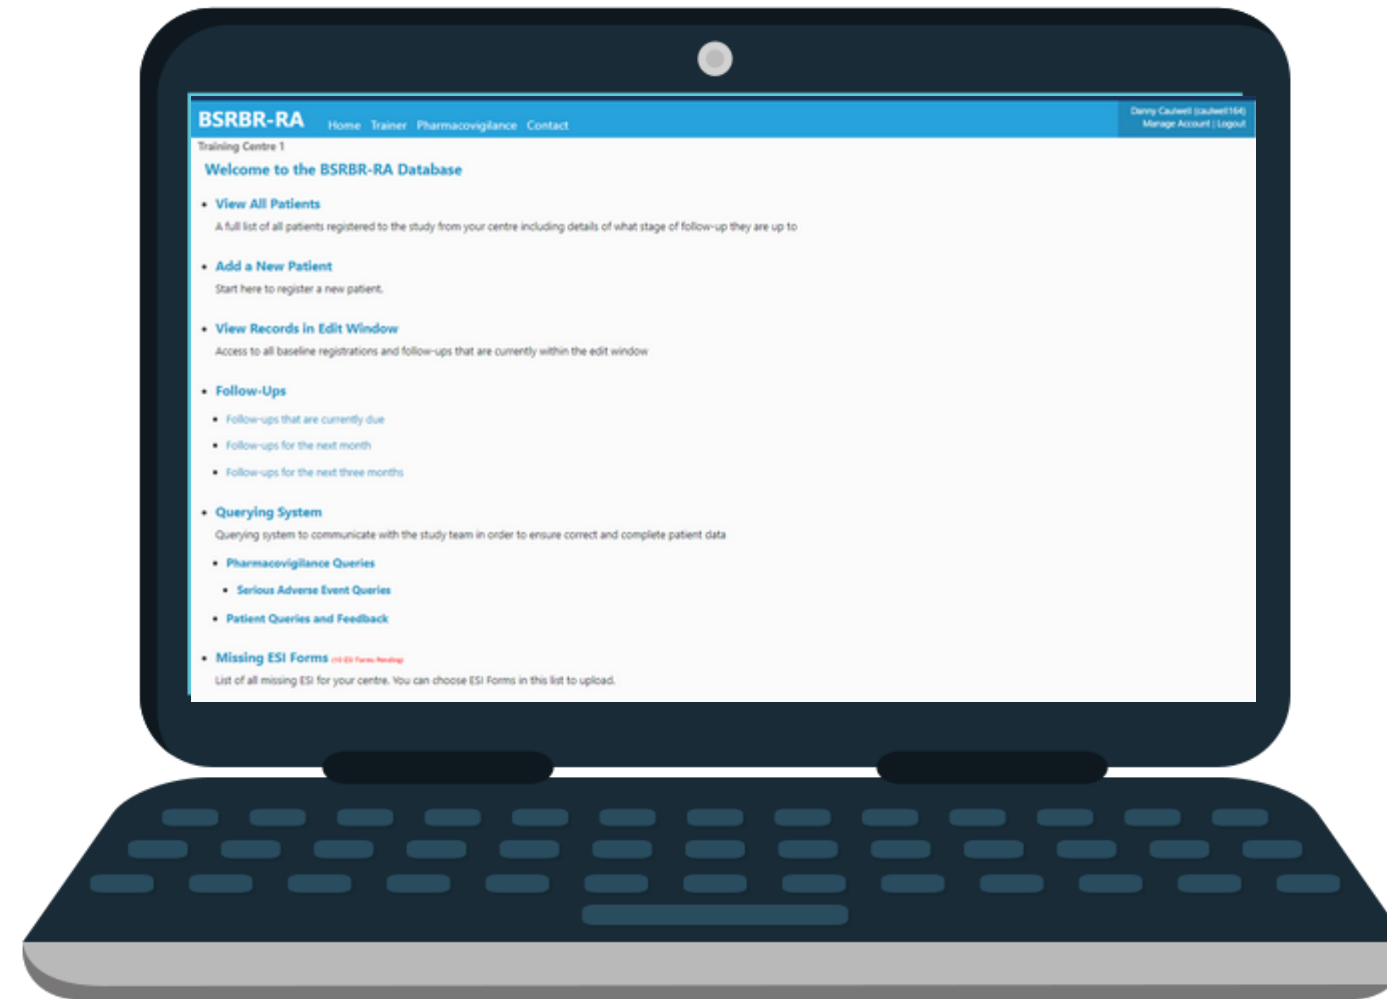 BSRBR-RA
Home Trainer Pharmacovigilance Contact
Danny Caulwell (caulwell164)
Manage Account | Logout
Training Centre 1
Welcome to the BSRBR-RA Database
View All Patients
A full list of all patients registered to the study from your centre including details of what stage of follow-up they are up to
Add a New Patient
Start here to register a new patient.
View Records in Edit Window
Access to all baseline registrations and follow-ups that are currently within the edit window
Follow-Ups
Follow-ups that are currently due
Follow-ups for the next month
Follow-ups for the next three months
Querying System
Querying system to communicate with the study team in order to ensure correct and complete patient data
Pharmacovigilance Queries
Serious Adverse Event Queries
Patient Queries and Feedback
Missing ESI Forms (10 ESI Forms Pending)
List of all missing ESI for your centre. You can choose ESI Forms in this list to upload.